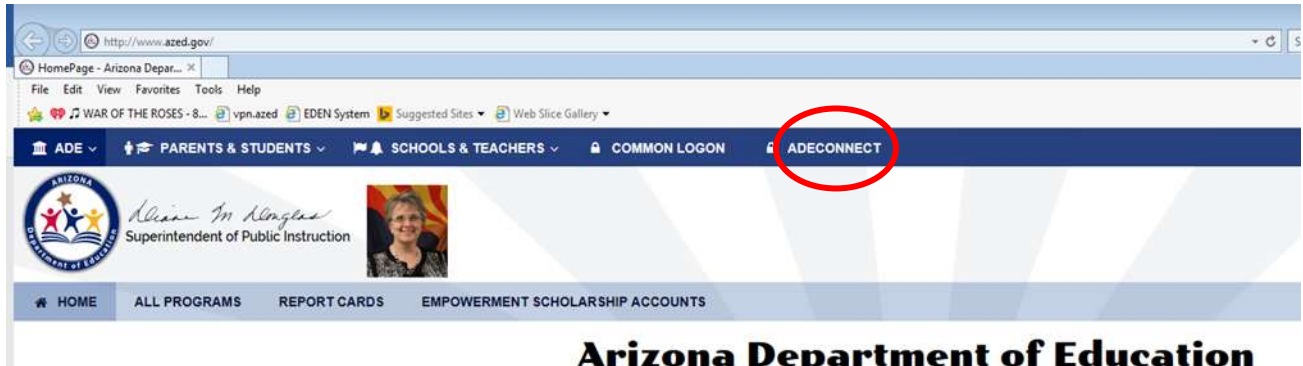 http://www.azed.gov/
HomePage - Arizona Depar...
File Edit View Favorites Tools Help
WAR OF THE ROSES - 8... vpn.azed EDEN System Suggested Sites Web Slice Gallery
ADE PARENTS & STUDENTS SCHOOLS & TEACHERS COMMON LOGON ADECONNECT
ARIZONA
Department of Education
Diane M Douglas
Superintendent of Public Instruction
HOME ALL PROGRAMS REPORT CARDS EMPOWERMENT SCHOLARSHIP ACCOUNTS
Arizona Department of Education